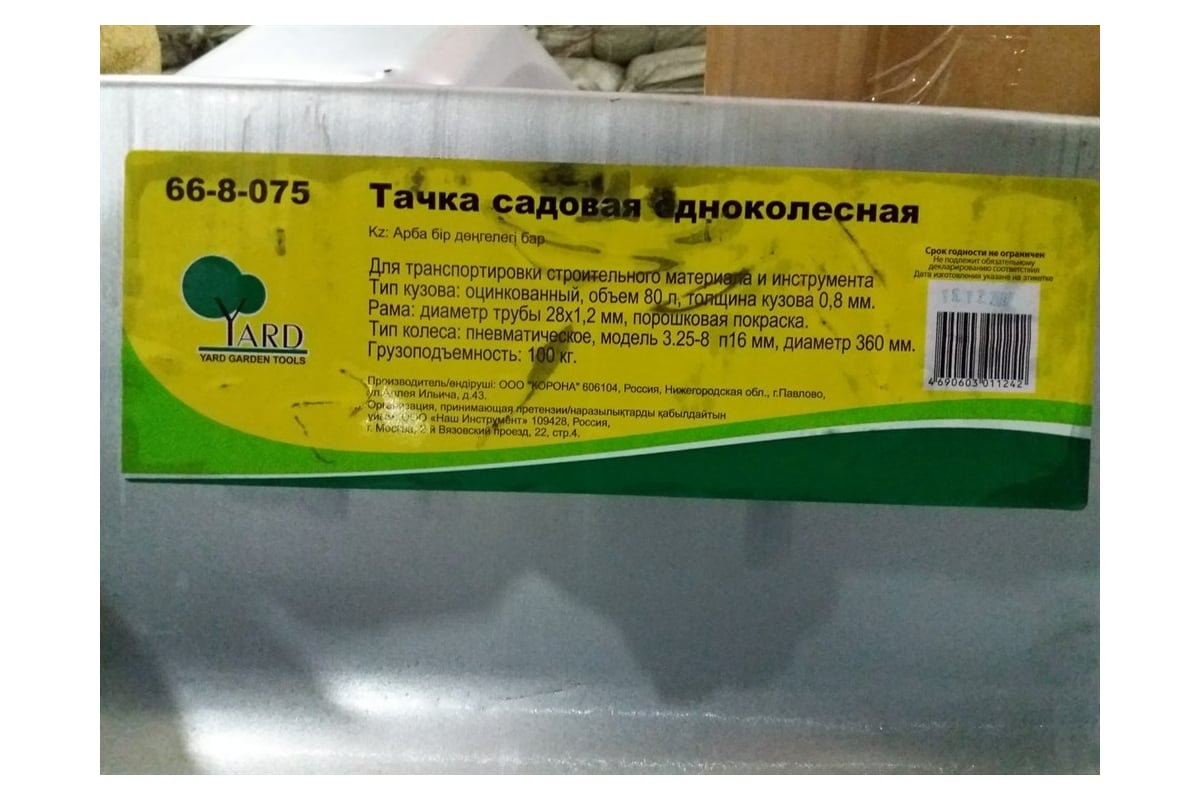 66-8-075
Тачка садовая одноколесная
Kz: Арба бір дөңгелегі бар
Для транспортировки строительного материала и инструмента
Тип кузова: оцинкованный, объем 80 л, толщина кузова 0,8 мм.
Рама: диаметр трубы 28х1,2 мм, порошковая покраска.
Тип колеса: пневматическое, модель 3.25-8 п16 мм, диаметр 360 мм.
Грузоподъемность: 100 кг.
Производитель/өндіруші: ООО "КОРОНА" 606104, Россия, Нижегородская обл., г.Павлово,
ул.Аллея Ильича, д.43.
Организация, принимающая претензии/наразылықтарды қабылдайтын
ұйым: ООО «Наш Инструмент» 109428, Россия,
г. Москва, 2-й Вязовский проезд, 22, стр.4.
YARD
YARD GARDEN TOOLS
Срок годности не ограничен
Не подлежит обязательному
декларированию соответствия
Дата изготовления указана на этикетке
4 690603 011242